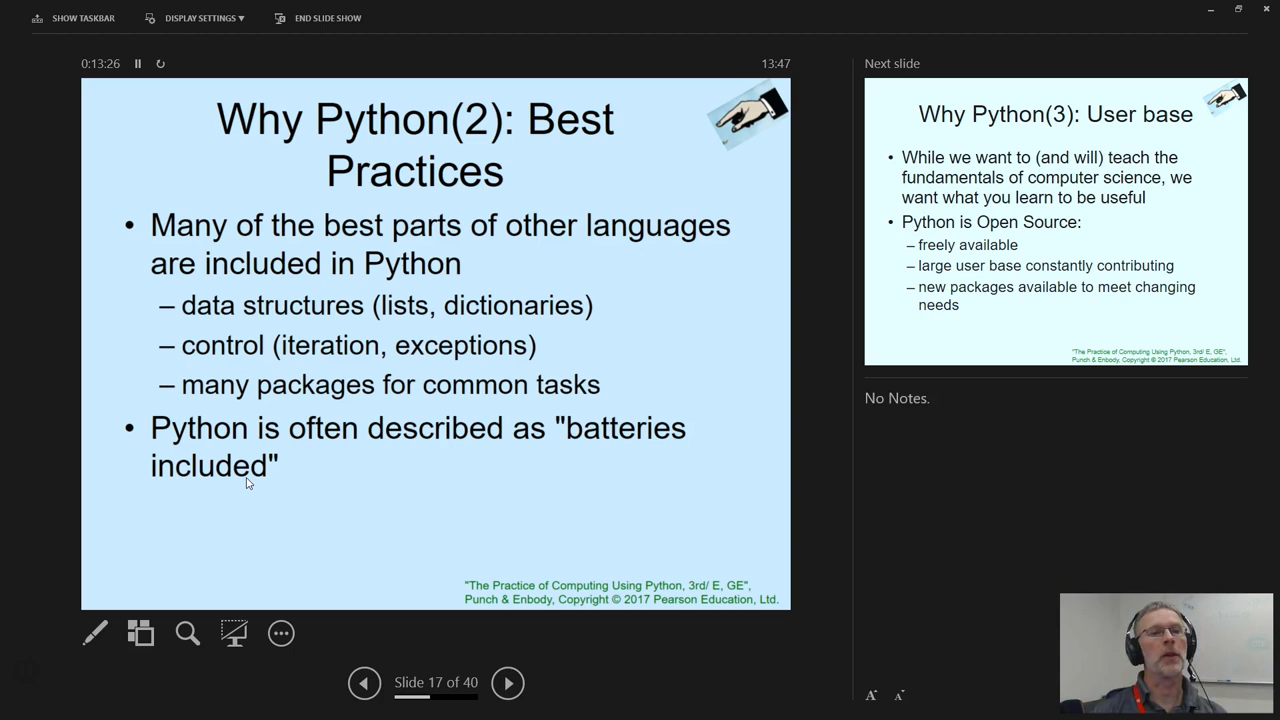 SHOW TASKBAR
DISPLAY SETTINGS ▾
END SLIDE SHOW
0:13:26
13:47
Why Python(2): Best
Practices
• Many of the best parts of other languages
are included in Python
– data structures (lists, dictionaries)
– control (iteration, exceptions)
– many packages for common tasks
• Python is often described as "batteries
included"
"The Practice of Computing Using Python, 3rd/ E, GE",
Punch & Enbody, Copyright © 2017 Pearson Education, Ltd.
Slide 17 of 40
Next slide
Why Python(3): User base
• While we want to (and will) teach the
fundamentals of computer science, we
want what you learn to be useful
• Python is Open Source:
– freely available
– large user base constantly contributing
– new packages available to meet changing
needs
"The Practice of Computing Using Python, 3rd/ E, GE",
Punch & Enbody, Copyright © 2017 Pearson Education, Ltd.
No Notes.
A A